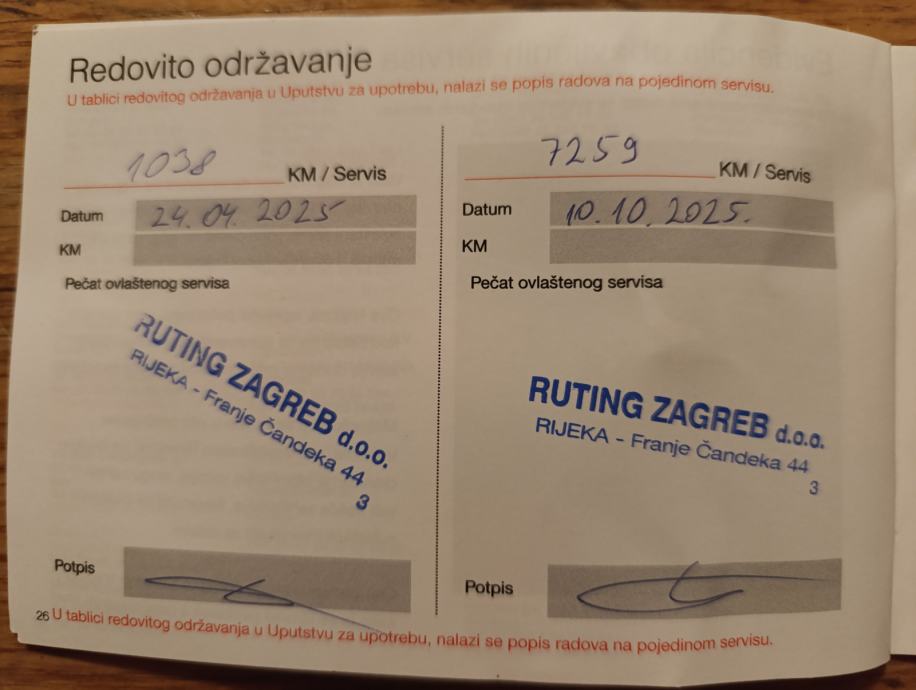 Redovito održavanje
U tablici redovitog održavanja u Uputstvu za upotrebu, nalazi se popis radova na pojedinom servisu.
1038 KM / Servis
Datum 24.04.2025
KM
Pečat ovlaštenog servisa
RUTING ZAGREB d.o.o.
RIJEKA - Franje Čandeka 44
3
Potpis
7259 KM / Servis
Datum 10.10.2025.
KM
Pečat ovlaštenog servisa
RUTING ZAGREB d.o.o.
RIJEKA - Franje Čandeka 44
3
Potpis
26 U tablici redovitog održavanja u Uputstvu za upotrebu, nalazi se popis radova na pojedinom servisu.